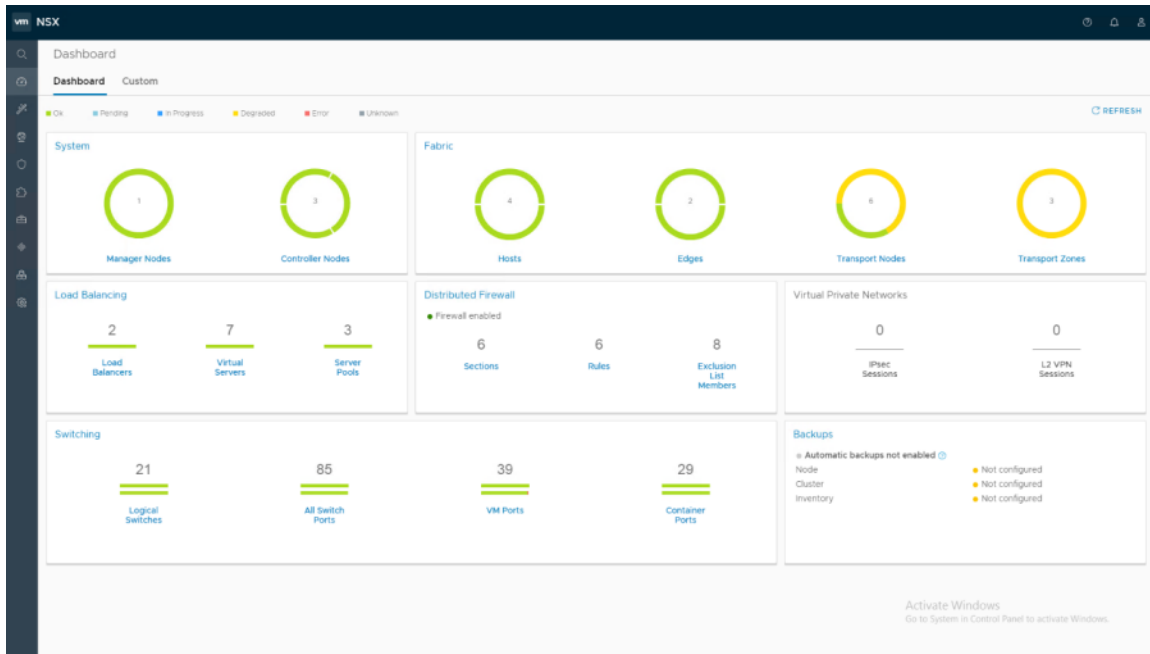 vm NSX
Dashboard
Dashboard Custom
Ok Pending In Progress Degraded Error Unknown
REFRESH
System
1
Manager Nodes
3
Controller Nodes
Fabric
4
Hosts
2
Edges
6
Transport Nodes
3
Transport Zones
Load Balancing
2
Load
Balancers
7
Virtual
Servers
3
Server
Pools
Distributed Firewall
Firewall enabled
6
Sections
6
Rules
8
Exclusion
List
Members
Virtual Private Networks
0
IPsec
Sessions
0
L2 VPN
Sessions
Switching
21
Logical
Switches
85
All Switch
Ports
39
VM Ports
29
Container
Ports
Backups
Automatic backups not enabled
Node Not configured
Cluster Not configured
Inventory Not configured
Activate Windows
Go to System in Control Panel to activate Windows.